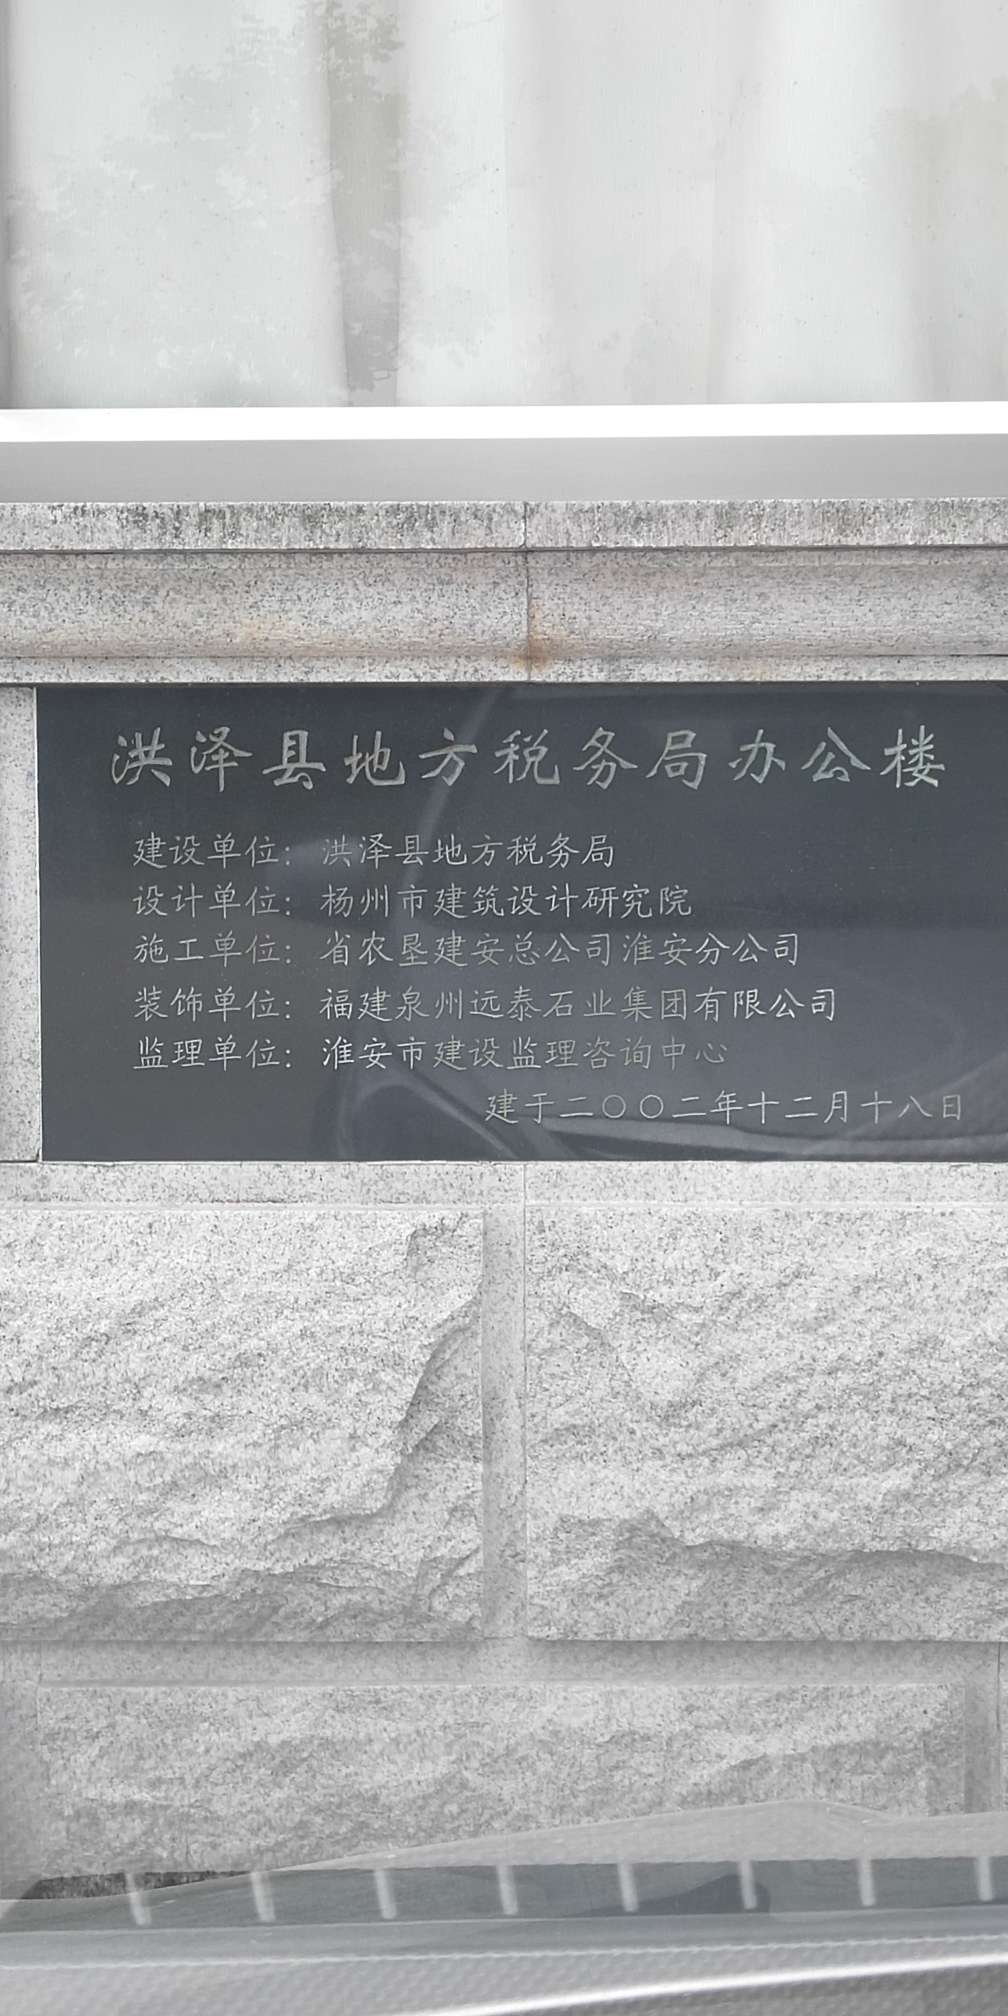 洪泽县地方税务局办公楼
建设单位：洪泽县地方税务局
设计单位：杨州市建筑设计研究院
施工单位：省农垦建安总公司淮安分公司
装饰单位：福建泉州远泰石业集团有限公司
监理单位：淮安市建设监理咨询中心
建于二〇〇二年十二月十八日